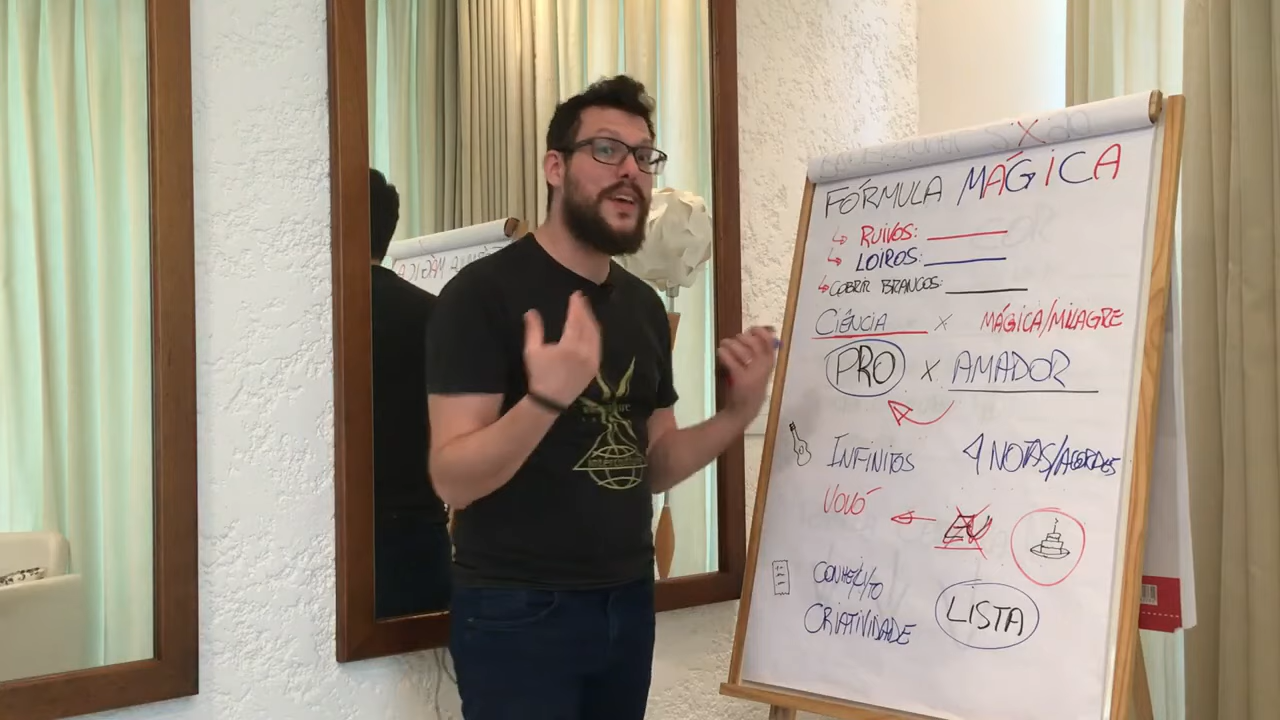 FÓRMULA MÁGICA
RUIVOS:
LOIROS:
COBRIR BRANCOS:
CIÊNCIA X MÁGICA/MILAGRE
PRO X AMADOR
INFINITOS 4 NOTAS/ACORDES
VOVÓ EU
CRIATIVIDADE LISTA